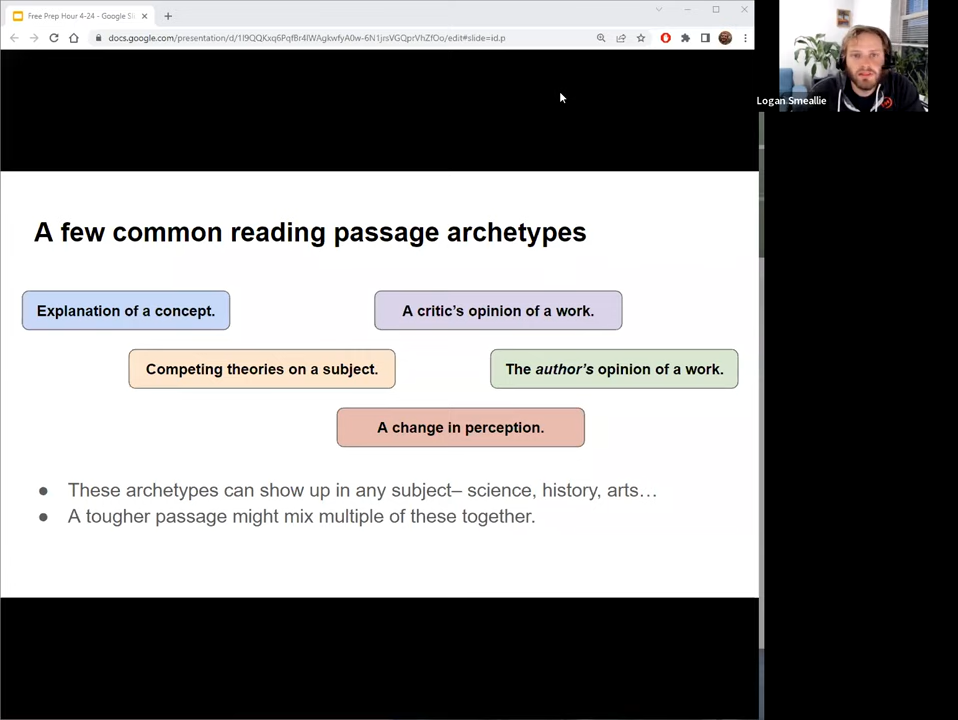 Free Prep Hour 4-24 - Google Sli
docs.google.com/presentation/d/1I9QQKxq6PqfBr4lWAgkwfyA0w-6N1jrsVGQprVhZfOo/edit#slide=id.p
Logan Smeallie
A few common reading passage archetypes
Explanation of a concept.
A critic's opinion of a work.
Competing theories on a subject.
The author's opinion of a work.
A change in perception.
● These archetypes can show up in any subject– science, history, arts…
● A tougher passage might mix multiple of these together.